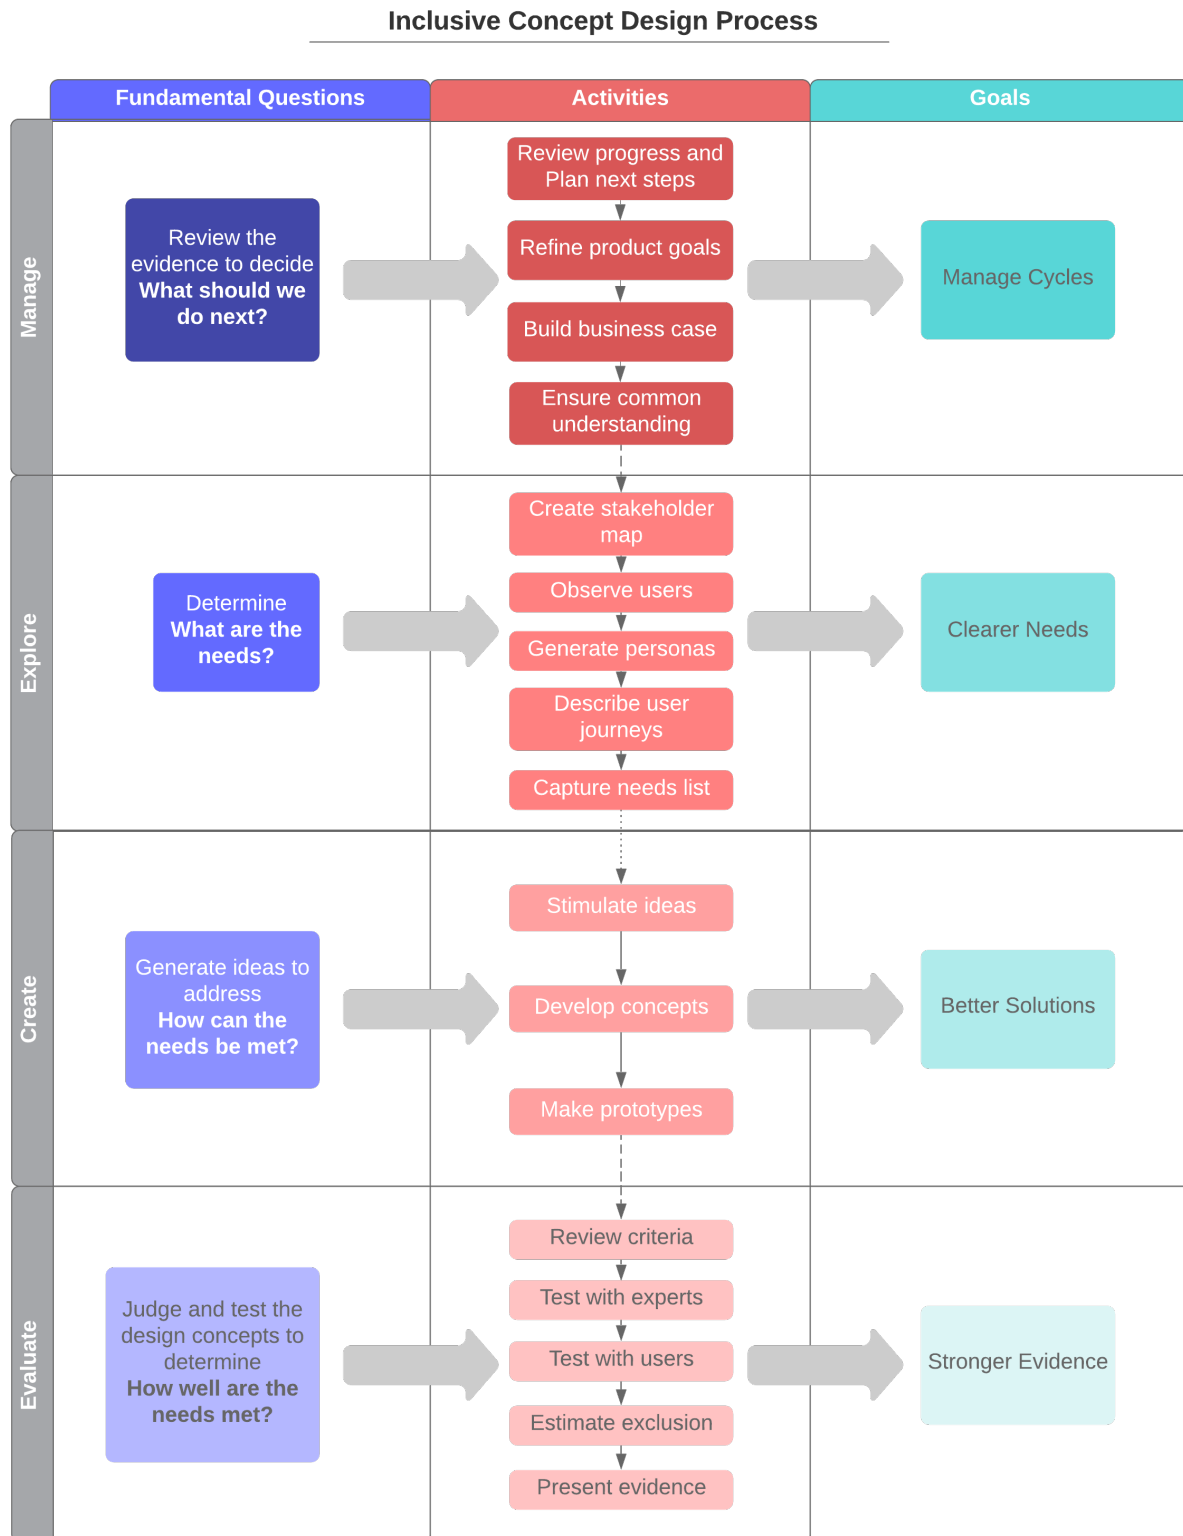 Inclusive Concept Design Process
Fundamental Questions
Activities
Goals
Manage
Review the
evidence to decide
What should we
do next?
Review progress and
Plan next steps
Refine product goals
Build business case
Ensure common
understanding
Manage Cycles
Explore
Determine
What are the
needs?
Create stakeholder
map
Observe users
Generate personas
Describe user
journeys
Capture needs list
Clearer Needs
Create
Generate ideas to
address
How can the
needs be met?
Stimulate ideas
Develop concepts
Make prototypes
Better Solutions
Evaluate
Judge and test the
design concepts to
determine
How well are the
needs met?
Review criteria
Test with experts
Test with users
Estimate exclusion
Present evidence
Stronger Evidence